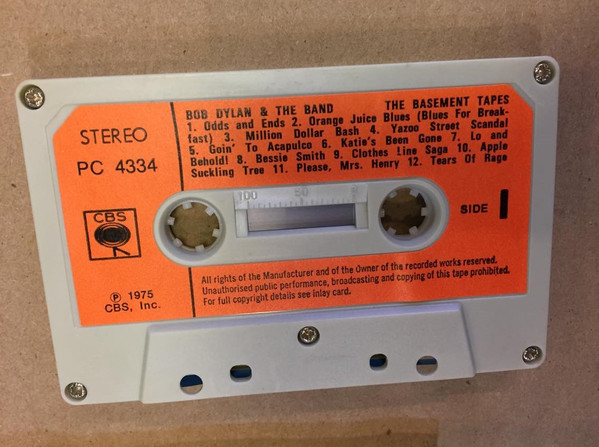 BOB DYLAN & THE BAND THE BASEMENT TAPES
1. Odds and Ends 2. Orange Juice Blues (Blues For Break-
fast) 3. Million Dollar Bash 4. Yazoo Street Scandal
5. Goin' To Acapulco 6. Katie's Been Gone 7. Lo and
Behold! 8. Bessie Smith 9. Clothes Line Saga 10. Apple
Suckling Tree 11. Please, Mrs. Henry 12. Tears Of Rage
STEREO
PC 4334
CBS
100 50
SIDE 1
℗ 1975
CBS, Inc.
All rights of the Manufacturer and of the Owner of the recorded works reserved.
Unauthorised public performance, broadcasting and copying of this tape prohibited.
For full copyright details see inlay card.